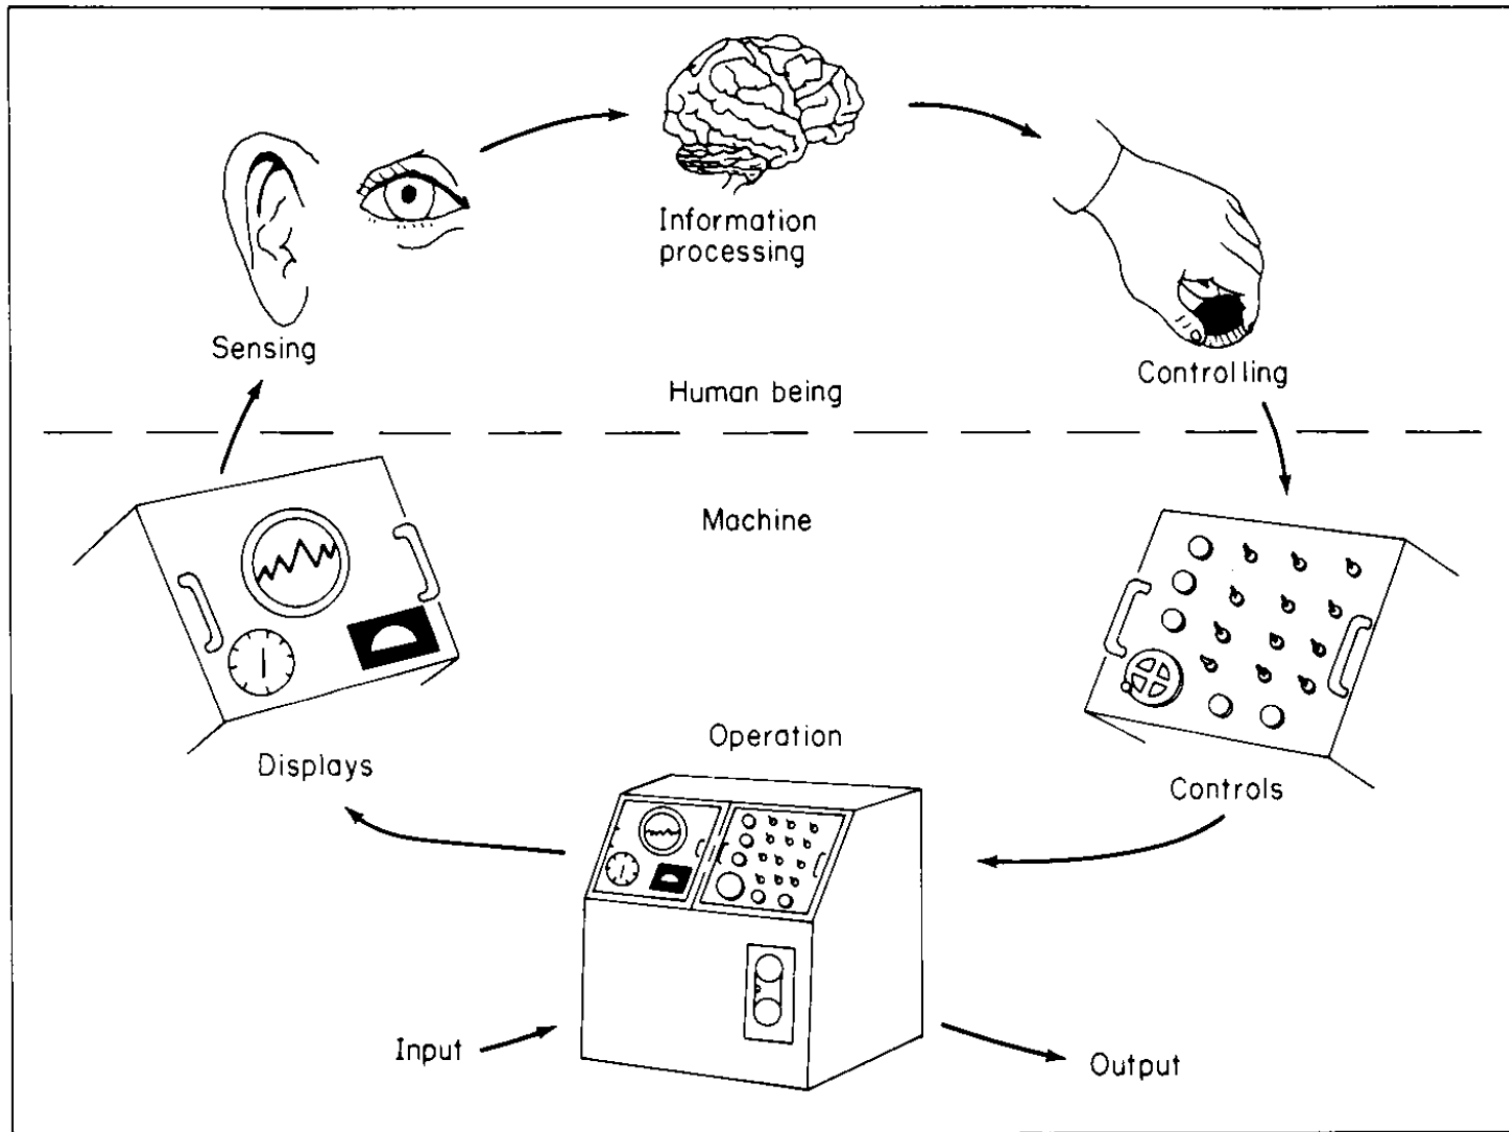 Information
processing
Sensing
Controlling
Human being
Machine
Operation
Displays
Controls
Input
Output